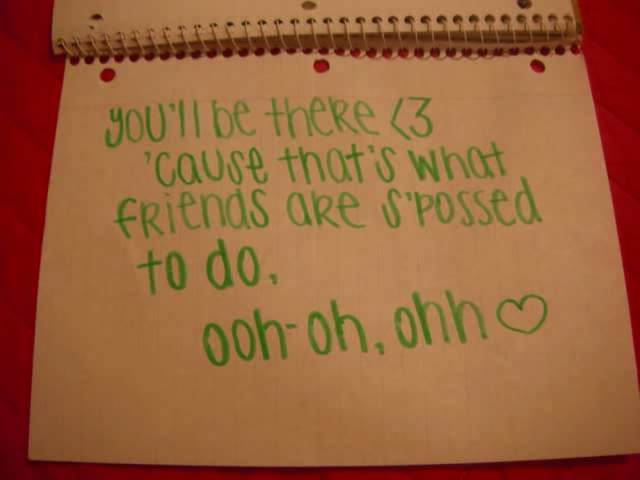 you'll be there <3
'cause that's what
friends are s'possed
to do,
ooh-oh, ohh ♡